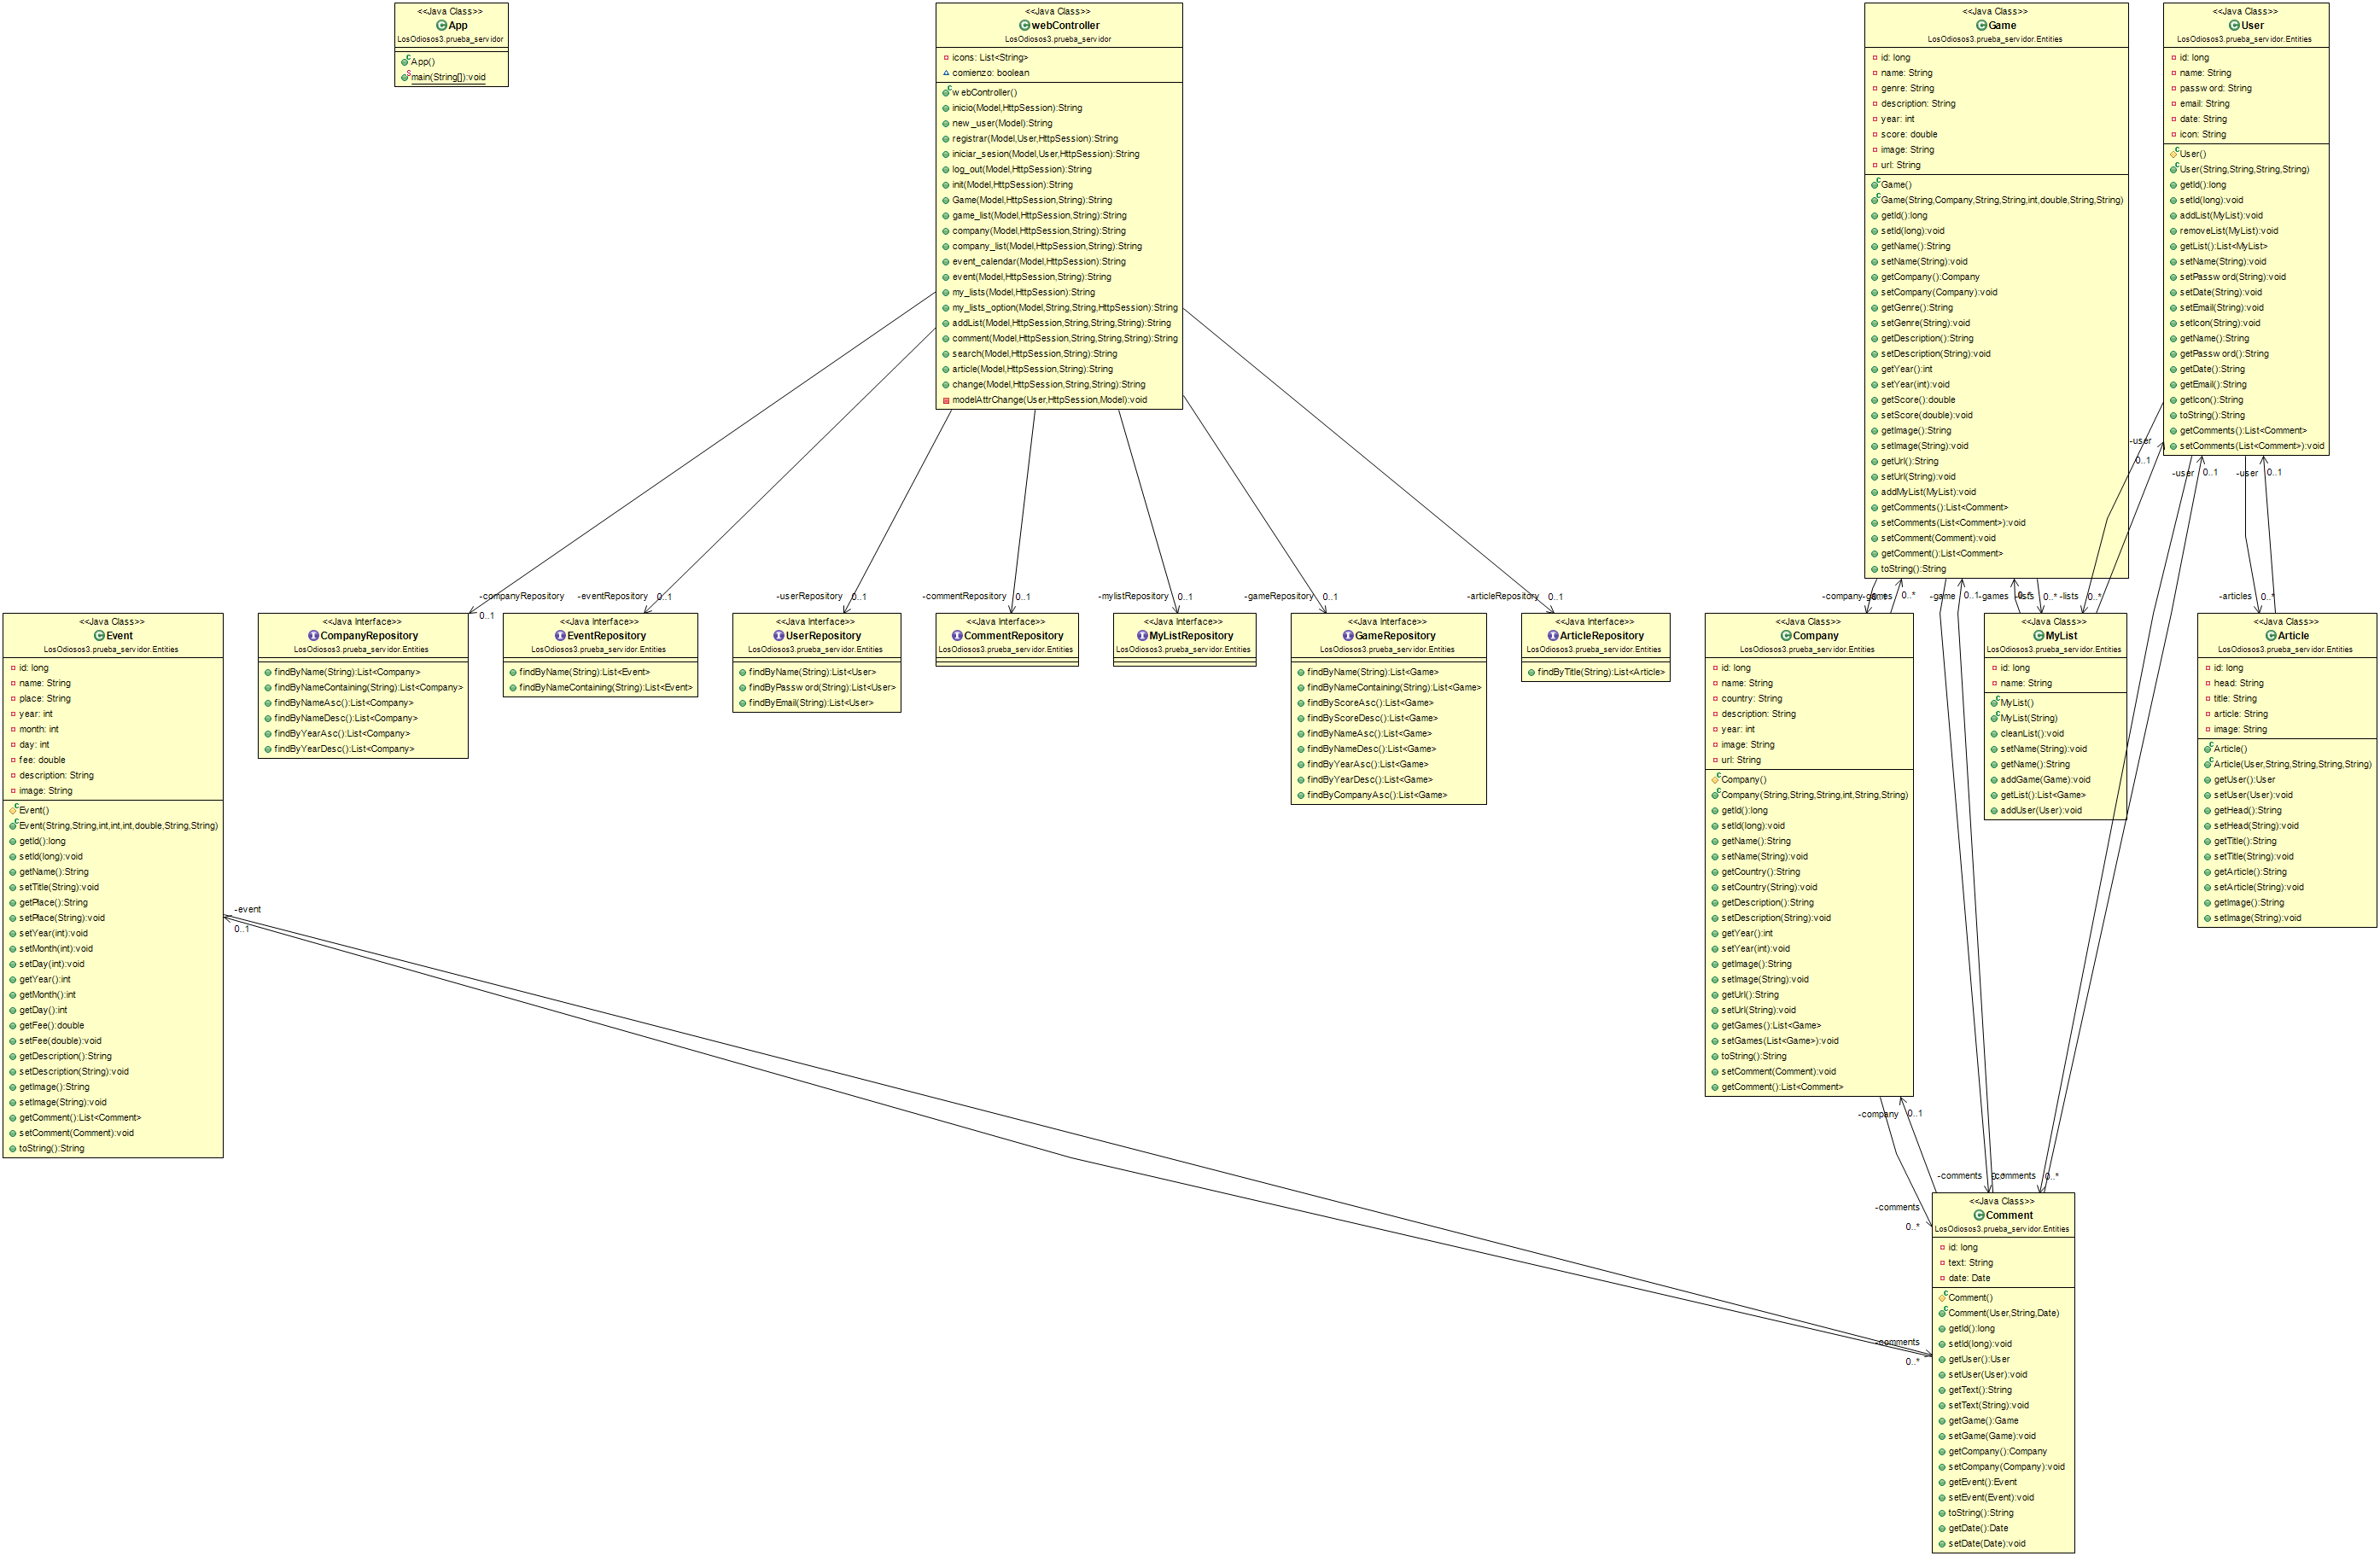 <<Java Class>>
App
LosOdiosos3.prueba_servidor
App()
main(String[]):void
<<Java Class>>
webController
LosOdiosos3.prueba_servidor
icons: List<String>
comienzo: boolean
webController()
inicio(Model,HttpSession):String
new_user(Model):String
registrar(Model,User,HttpSession):String
iniciar_sesion(Model,User,HttpSession):String
log_out(Model,HttpSession):String
init(Model,HttpSession):String
Game(Model,HttpSession,String):String
game_list(Model,HttpSession,String):String
company(Model,HttpSession,String):String
company_list(Model,HttpSession,String):String
event_calendar(Model,HttpSession):String
event(Model,HttpSession,String):String
my_lists(Model,HttpSession):String
my_lists_option(Model,String,String,HttpSession):String
addList(Model,HttpSession,String,String,String):String
comment(Model,HttpSession,String,String,String):String
search(Model,HttpSession,String):String
article(Model,HttpSession,String):String
change(Model,HttpSession,String,String):String
modelAttrChange(User,HttpSession,Model):void
<<Java Class>>
Game
LosOdiosos3.prueba_servidor.Entities
id: long
name: String
genre: String
description: String
year: int
score: double
image: String
url: String
Game()
Game(String,Company,String,String,int,double,String,String)
getId():long
setId(long):void
getName():String
setName(String):void
getCompany():Company
setCompany(Company):void
getGenre():String
setGenre(String):void
getDescription():String
setDescription(String):void
getYear():int
setYear(int):void
getScore():double
setScore(double):void
getImage():String
setImage(String):void
getUrl():String
setUrl(String):void
addMyList(MyList):void
getComments():List<Comment>
setComments(List<Comment>):void
setComment(Comment):void
getComment():List<Comment>
toString():String
<<Java Class>>
User
LosOdiosos3.prueba_servidor.Entities
id: long
name: String
password: String
email: String
date: String
icon: String
User()
User(String,String,String,String)
getId():long
setId(long):void
addList(MyList):void
removeList(MyList):void
getList():List<MyList>
setName(String):void
setPassword(String):void
setDate(String):void
setEmail(String):void
setIcon(String):void
getName():String
getPassword():String
getDate():String
getEmail():String
getIcon():String
toString():String
getComments():List<Comment>
setComments(List<Comment>):void
-user
0..1
-user 0..1
-user 0..1
-companyRepository
0..1
-eventRepository 0..1
-userRepository 0..1
-commentRepository 0..1
-mylistRepository 0..1
-gameRepository 0..1
-articleRepository 0..1
-company
-games 0..*
-game 0..1
-games
-lists 0..*
-lists 0..*
-articles 0..*
<<Java Class>>
Event
LosOdiosos3.prueba_servidor.Entities
id: long
name: String
place: String
year: int
month: int
day: int
fee: double
description: String
image: String
Event()
Event(String,String,int,int,int,double,String,String)
getId():long
setId(long):void
getName():String
setTitle(String):void
getPlace():String
setPlace(String):void
setYear(int):void
setMonth(int):void
setDay(int):void
getYear():int
getMonth():int
getDay():int
getFee():double
setFee(double):void
getDescription():String
setDescription(String):void
getImage():String
setImage(String):void
getComment():List<Comment>
setComment(Comment):void
toString():String
-event
0..1
<<Java Interface>>
CompanyRepository
LosOdiosos3.prueba_servidor.Entities
findByName(String):List<Company>
findByNameContaining(String):List<Company>
findByNameAsc():List<Company>
findByNameDesc():List<Company>
findByYearAsc():List<Company>
findByYearDesc():List<Company>
<<Java Interface>>
EventRepository
LosOdiosos3.prueba_servidor.Entities
findByName(String):List<Event>
findByNameContaining(String):List<Event>
<<Java Interface>>
UserRepository
LosOdiosos3.prueba_servidor.Entities
findByName(String):List<User>
findByPassword(String):List<User>
findByEmail(String):List<User>
<<Java Interface>>
CommentRepository
LosOdiosos3.prueba_servidor.Entities
<<Java Interface>>
MyListRepository
LosOdiosos3.prueba_servidor.Entities
<<Java Interface>>
GameRepository
LosOdiosos3.prueba_servidor.Entities
findByName(String):List<Game>
findByNameContaining(String):List<Game>
findByScoreAsc():List<Game>
findByScoreDesc():List<Game>
findByNameAsc():List<Game>
findByNameDesc():List<Game>
findByYearAsc():List<Game>
findByYearDesc():List<Game>
findByCompanyAsc():List<Game>
<<Java Interface>>
ArticleRepository
LosOdiosos3.prueba_servidor.Entities
findByTitle(String):List<Article>
<<Java Class>>
Company
LosOdiosos3.prueba_servidor.Entities
id: long
name: String
country: String
description: String
year: int
image: String
url: String
Company()
Company(String,String,String,int,String,String)
getId():long
setId(long):void
getName():String
setName(String):void
getCountry():String
setCountry(String):void
getDescription():String
setDescription(String):void
getYear():int
setYear(int):void
getImage():String
setImage(String):void
getUrl():String
setUrl(String):void
getGames():List<Game>
setGames(List<Game>):void
toString():String
setComment(Comment):void
getComment():List<Comment>
<<Java Class>>
MyList
LosOdiosos3.prueba_servidor.Entities
id: long
name: String
MyList()
MyList(String)
cleanList():void
setName(String):void
getName():String
addGame(Game):void
getList():List<Game>
addUser(User):void
<<Java Class>>
Article
LosOdiosos3.prueba_servidor.Entities
id: long
head: String
title: String
article: String
image: String
Article()
Article(User,String,String,String,String)
getUser():User
setUser(User):void
getHead():String
setHead(String):void
getTitle():String
setTitle(String):void
getArticle():String
setArticle(String):void
getImage():String
setImage(String):void
-company 0..1
-comments
-comments 0..*
-comments
0..*
-comments
0..*
<<Java Class>>
Comment
LosOdiosos3.prueba_servidor.Entities
id: long
text: String
date: Date
Comment()
Comment(User,String,Date)
getId():long
setId(long):void
getUser():User
setUser(User):void
getText():String
setText(String):void
getGame():Game
setGame(Game):void
getCompany():Company
setCompany(Company):void
getEvent():Event
setEvent(Event):void
toString():String
getDate():Date
setDate(Date):void